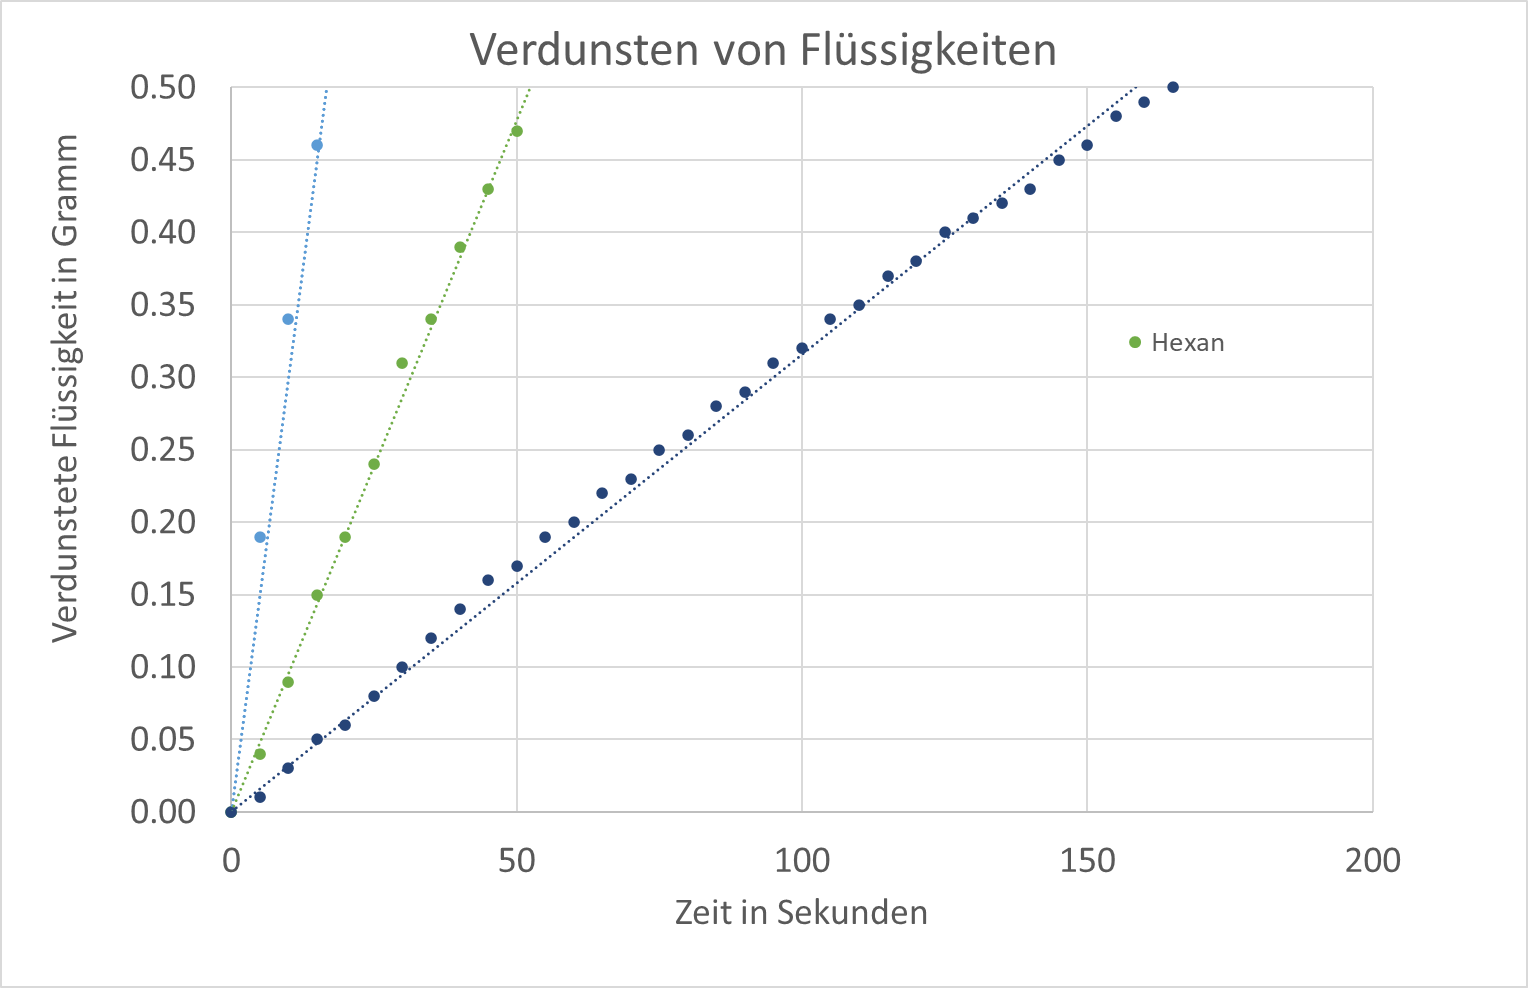 Verdunsten von Flüssigkeiten
Verdunstete Flüssigkeit in Gramm
0.50
0.45
0.40
0.35
0.30
0.25
0.20
0.15
0.10
0.05
0.00
Hexan
0 50 100 150 200
Zeit in Sekunden